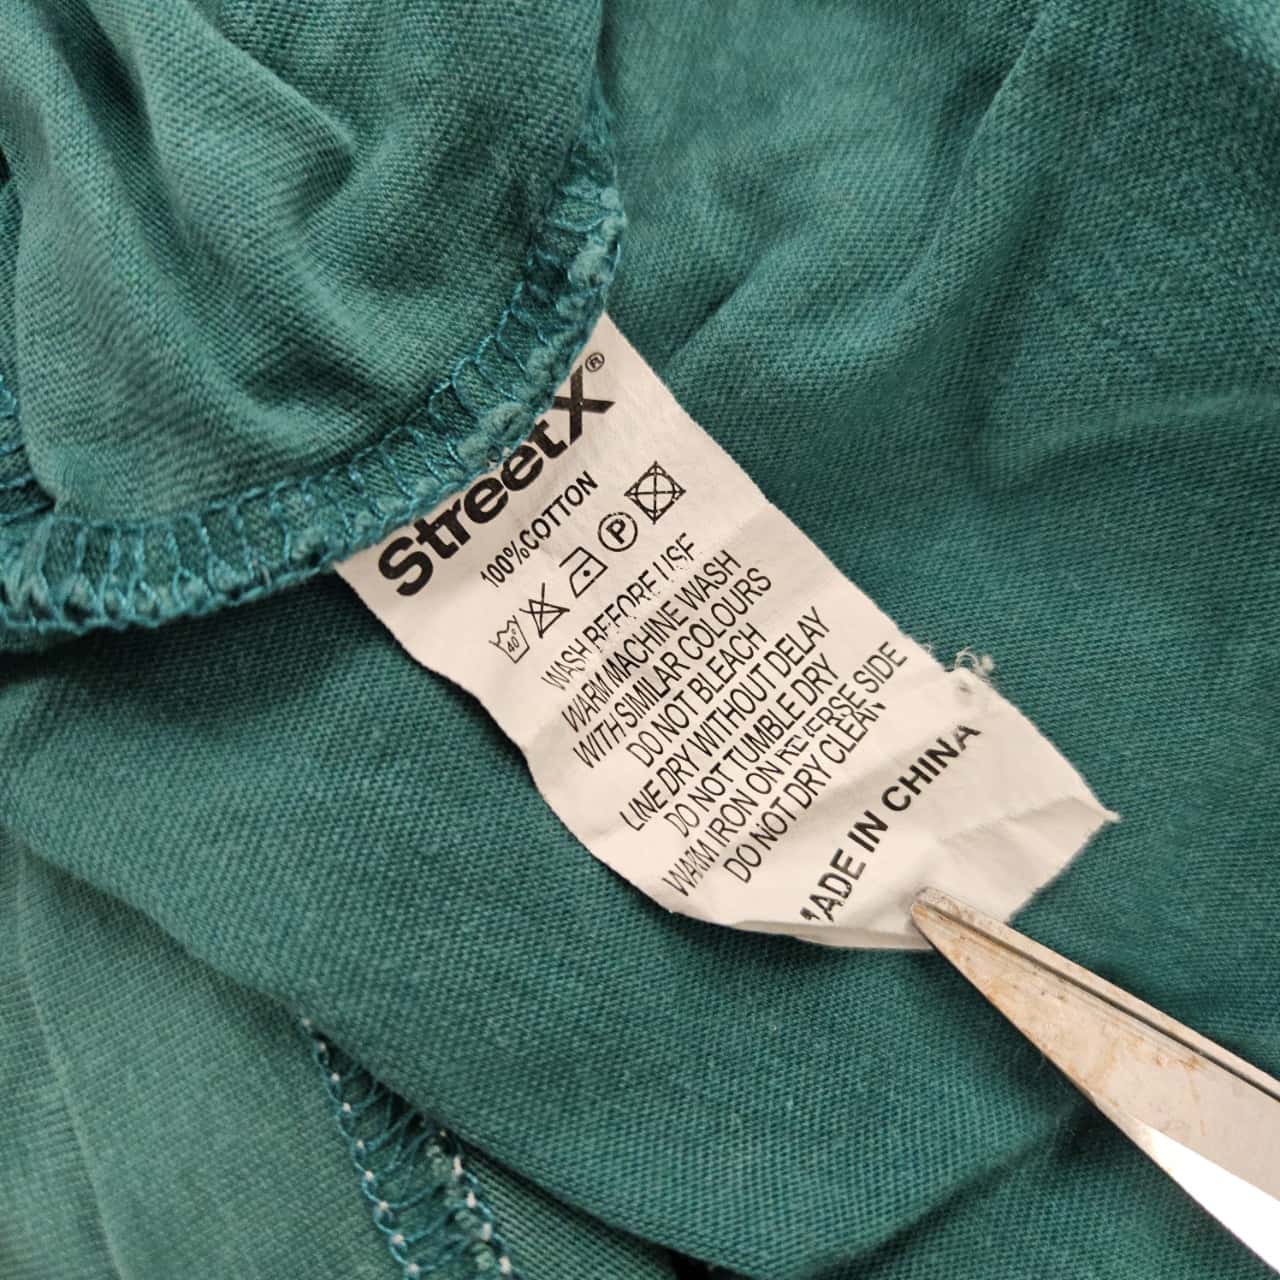 StreetX®
100%COTTON
40° P
WASH BEFORE USE
WARM MACHINE WASH
WITH SIMILAR COLOURS
DO NOT BLEACH
LINE DRY WITHOUT DELAY
DO NOT TUMBLE DRY
WARM IRON ON REVERSE SIDE
DO NOT DRY CLEAN
MADE IN CHINA